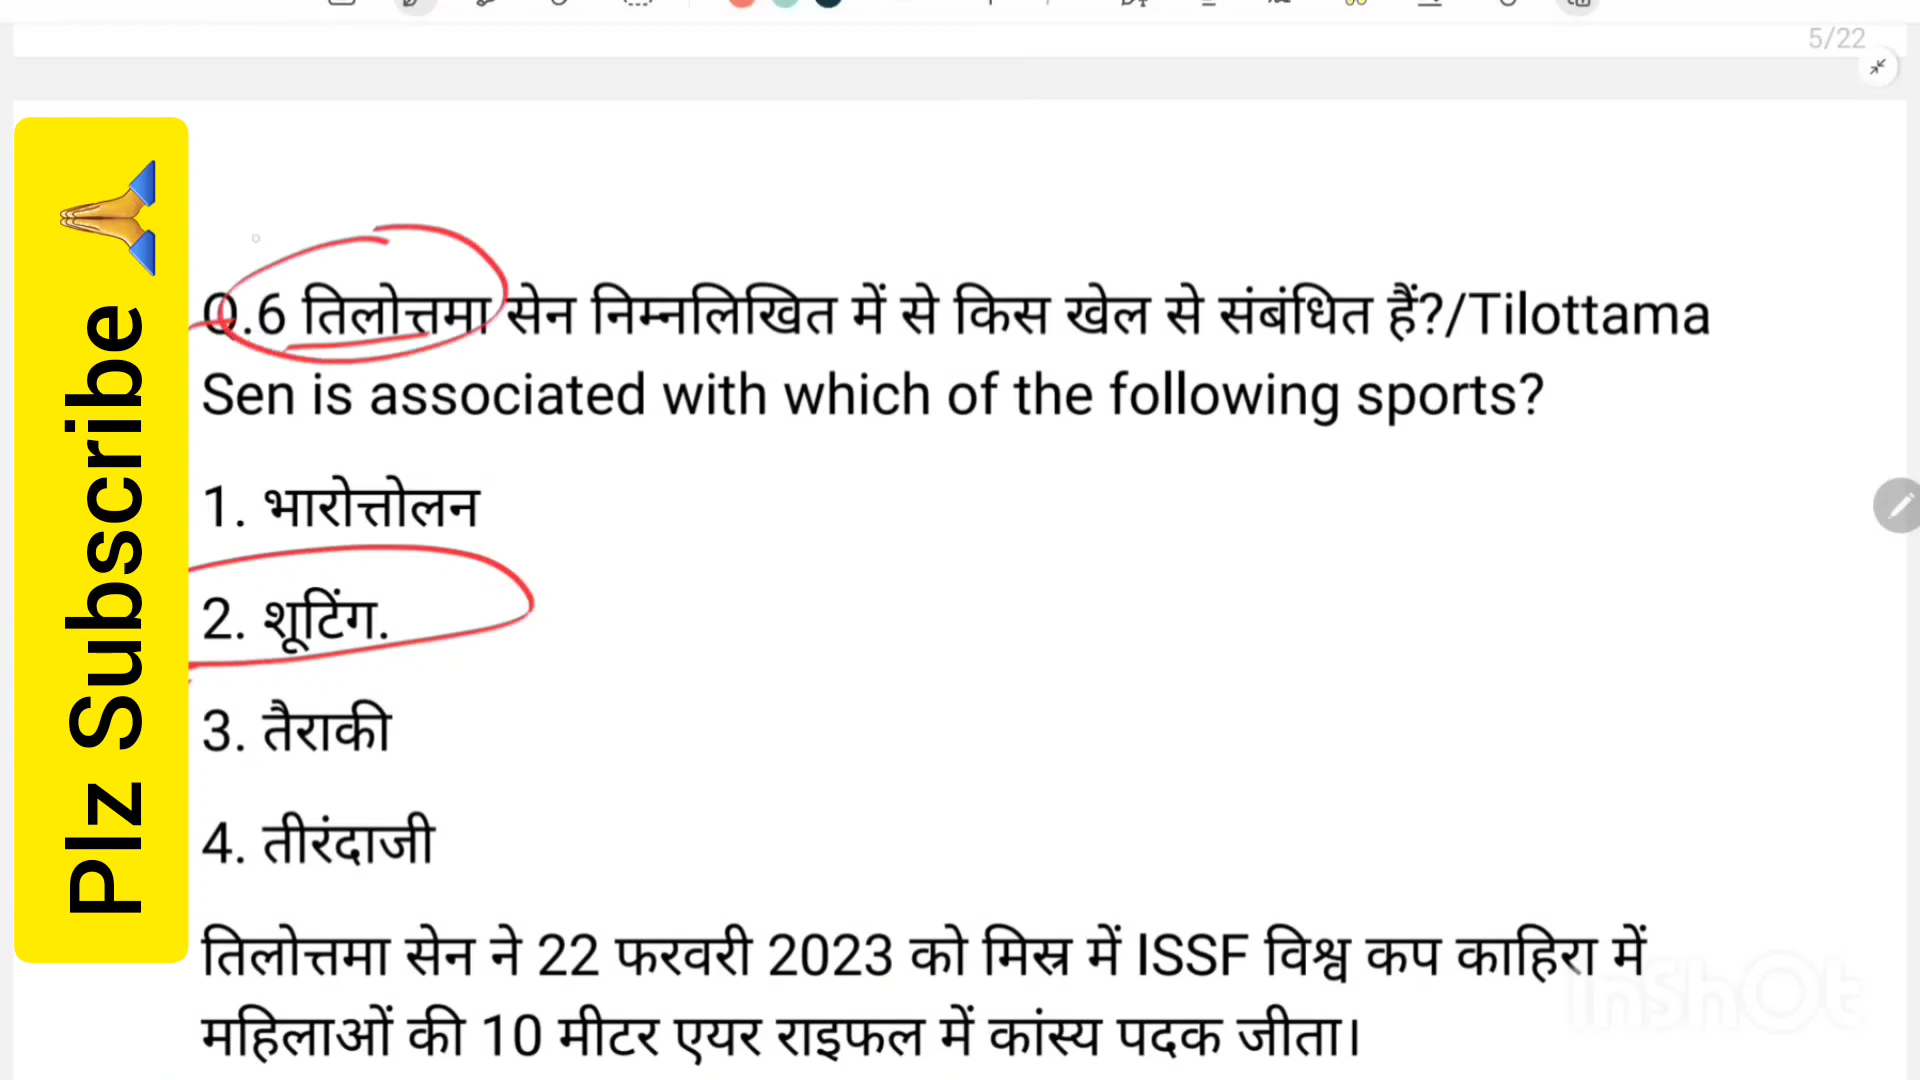 5/22
Plz Subscribe
Q.6 तिलोत्तमा सेन निम्नलिखित में से किस खेल से संबंधित हैं?/Tilottama
Sen is associated with which of the following sports?
1. भारोत्तोलन
2. शूटिंग.
3. तैराकी
4. तीरंदाजी
तिलोत्तमा सेन ने 22 फरवरी 2023 को मिस्र में ISSF विश्व कप काहिरा में
महिलाओं की 10 मीटर एयर राइफल में कांस्य पदक जीता।
InShOt